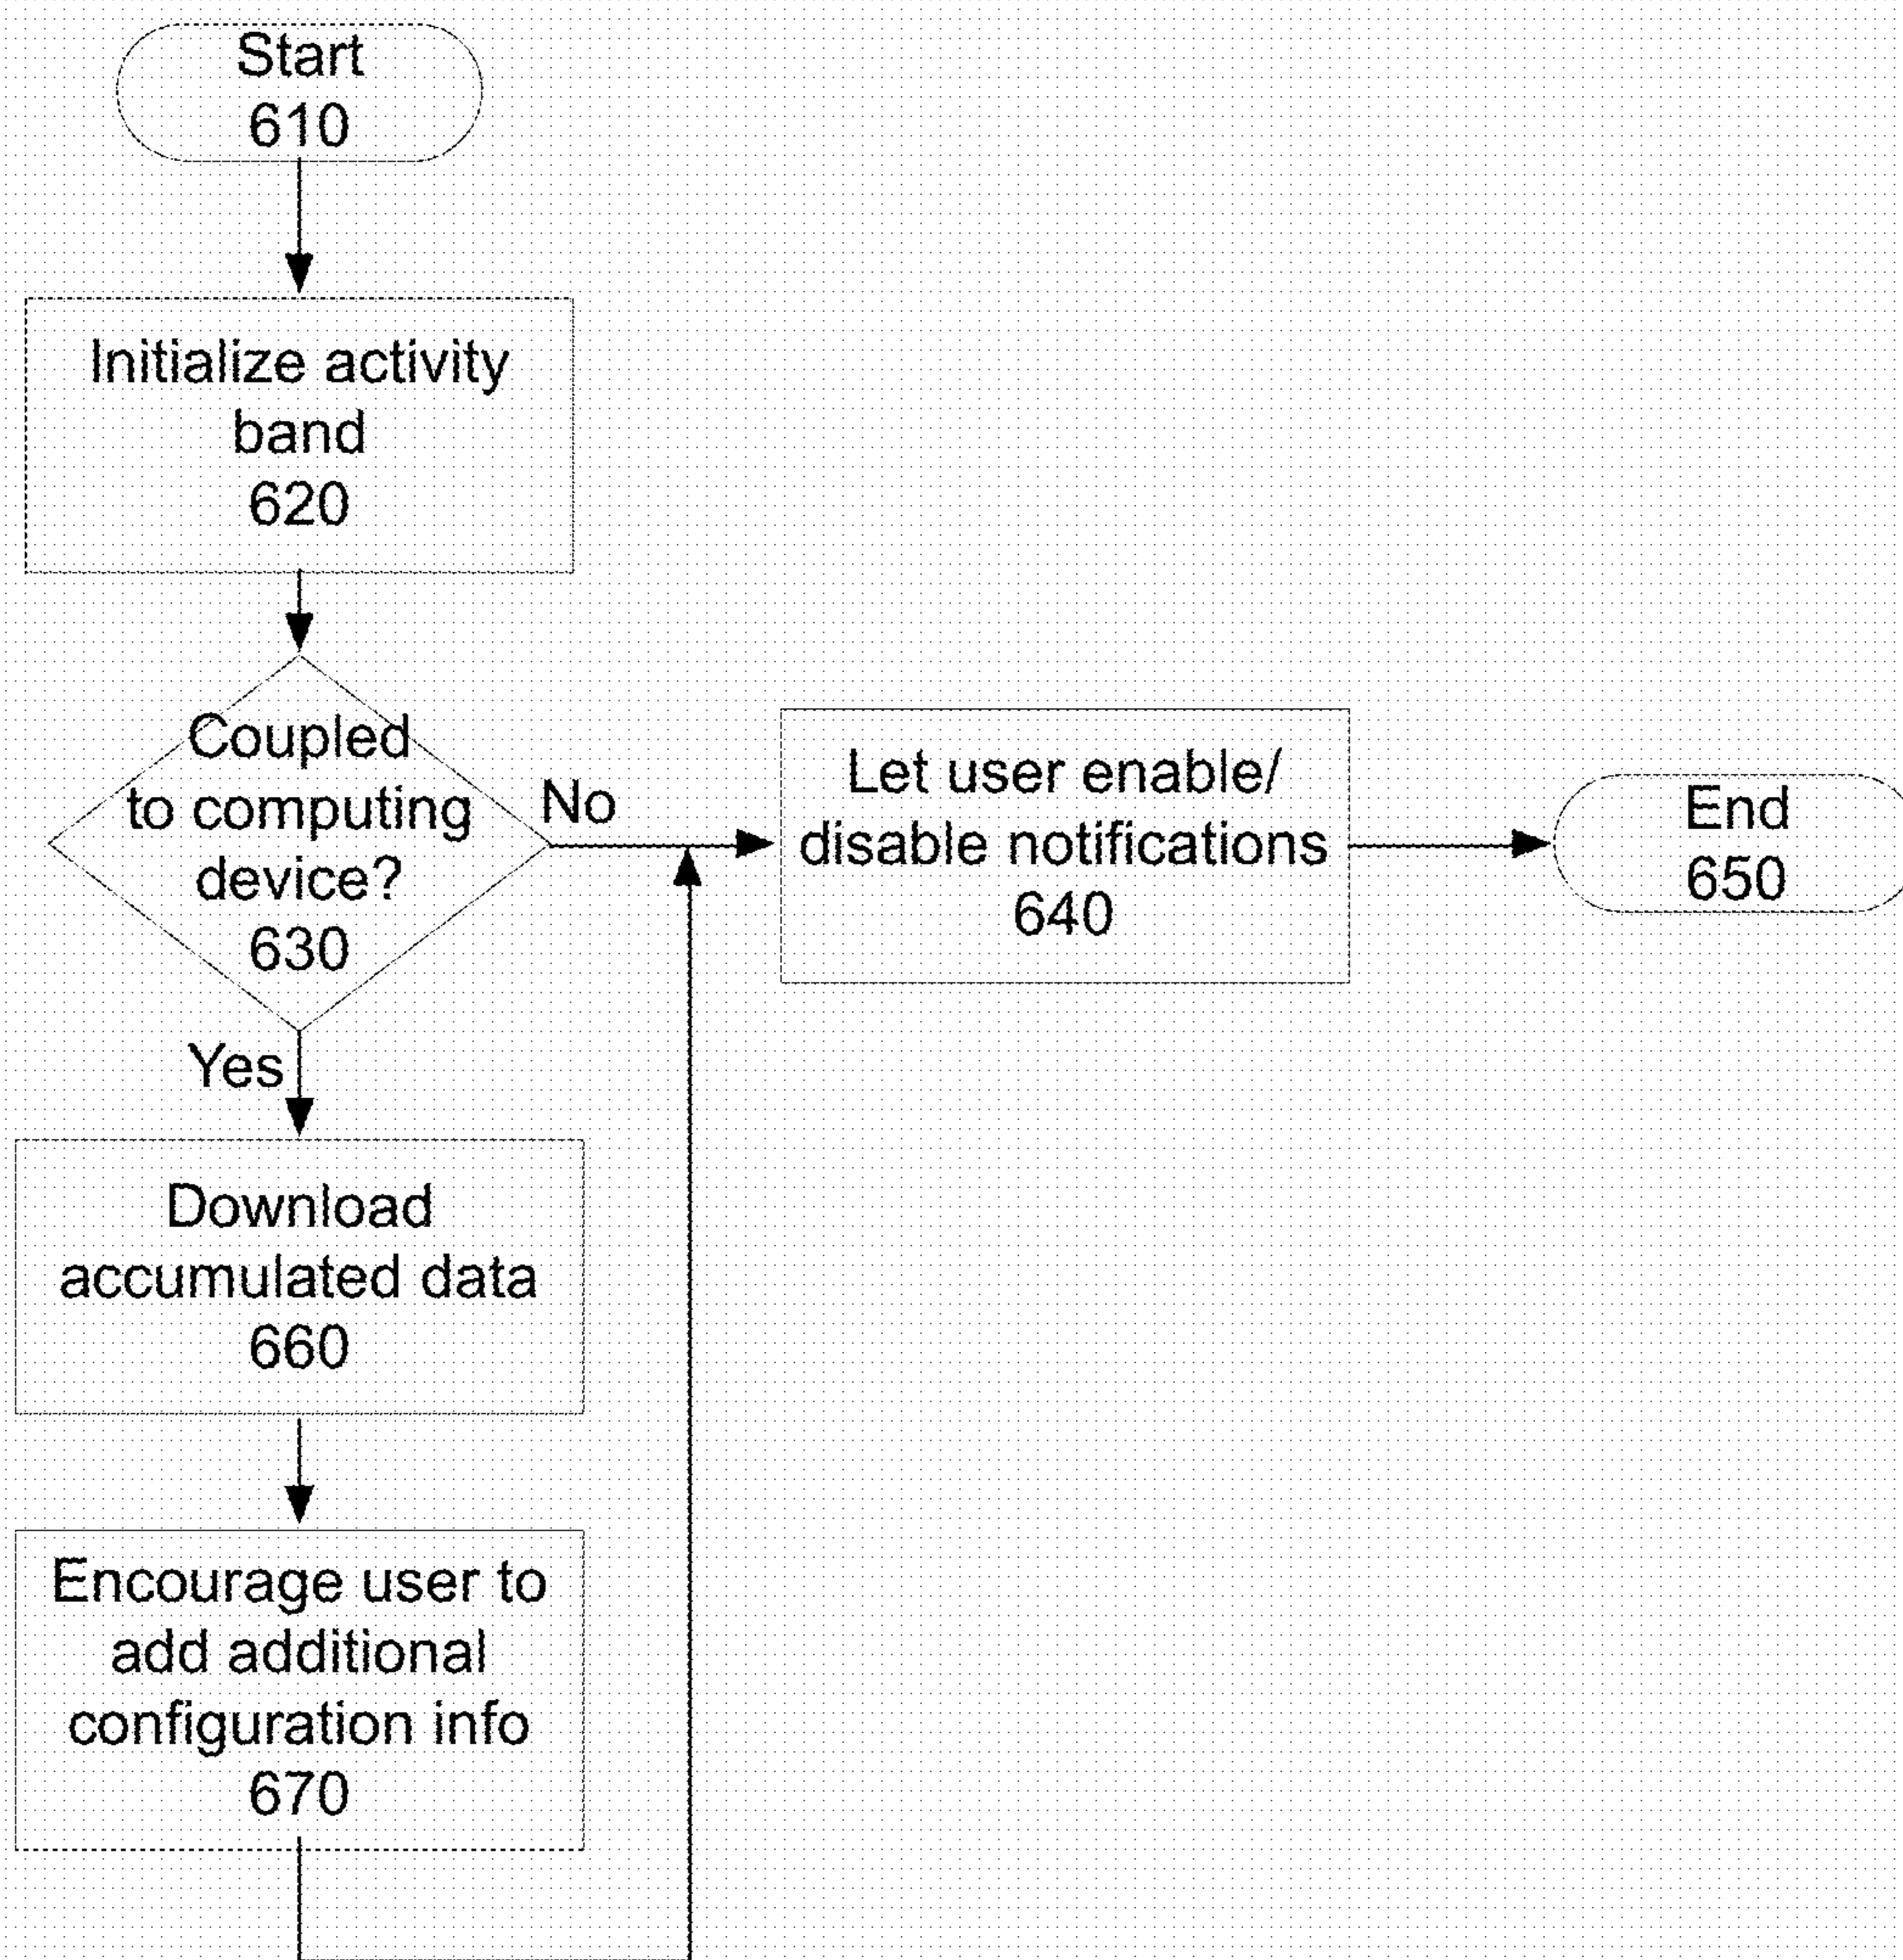 Start
610
Initialize activity
band
620
Coupled
to computing
device?
630
No
Let user enable/
disable notifications
640
End
650
Yes
Download
accumulated data
660
Encourage user to
add additional
configuration info
670